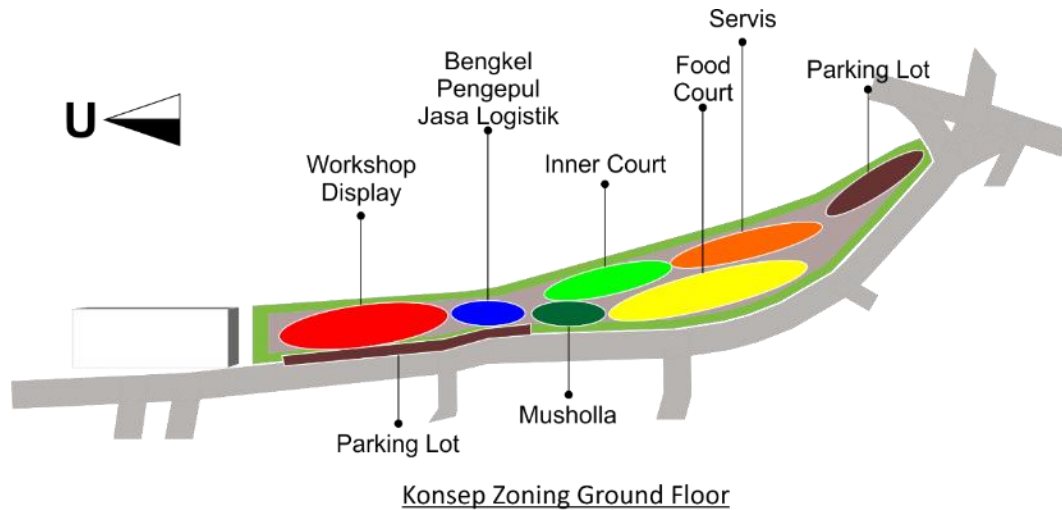 Servis
Bengkel
Pengepul
Jasa Logistik
Food
Court
Parking Lot
U
Workshop
Display
Inner Court
Musholla
Parking Lot
Konsep Zoning Ground Floor